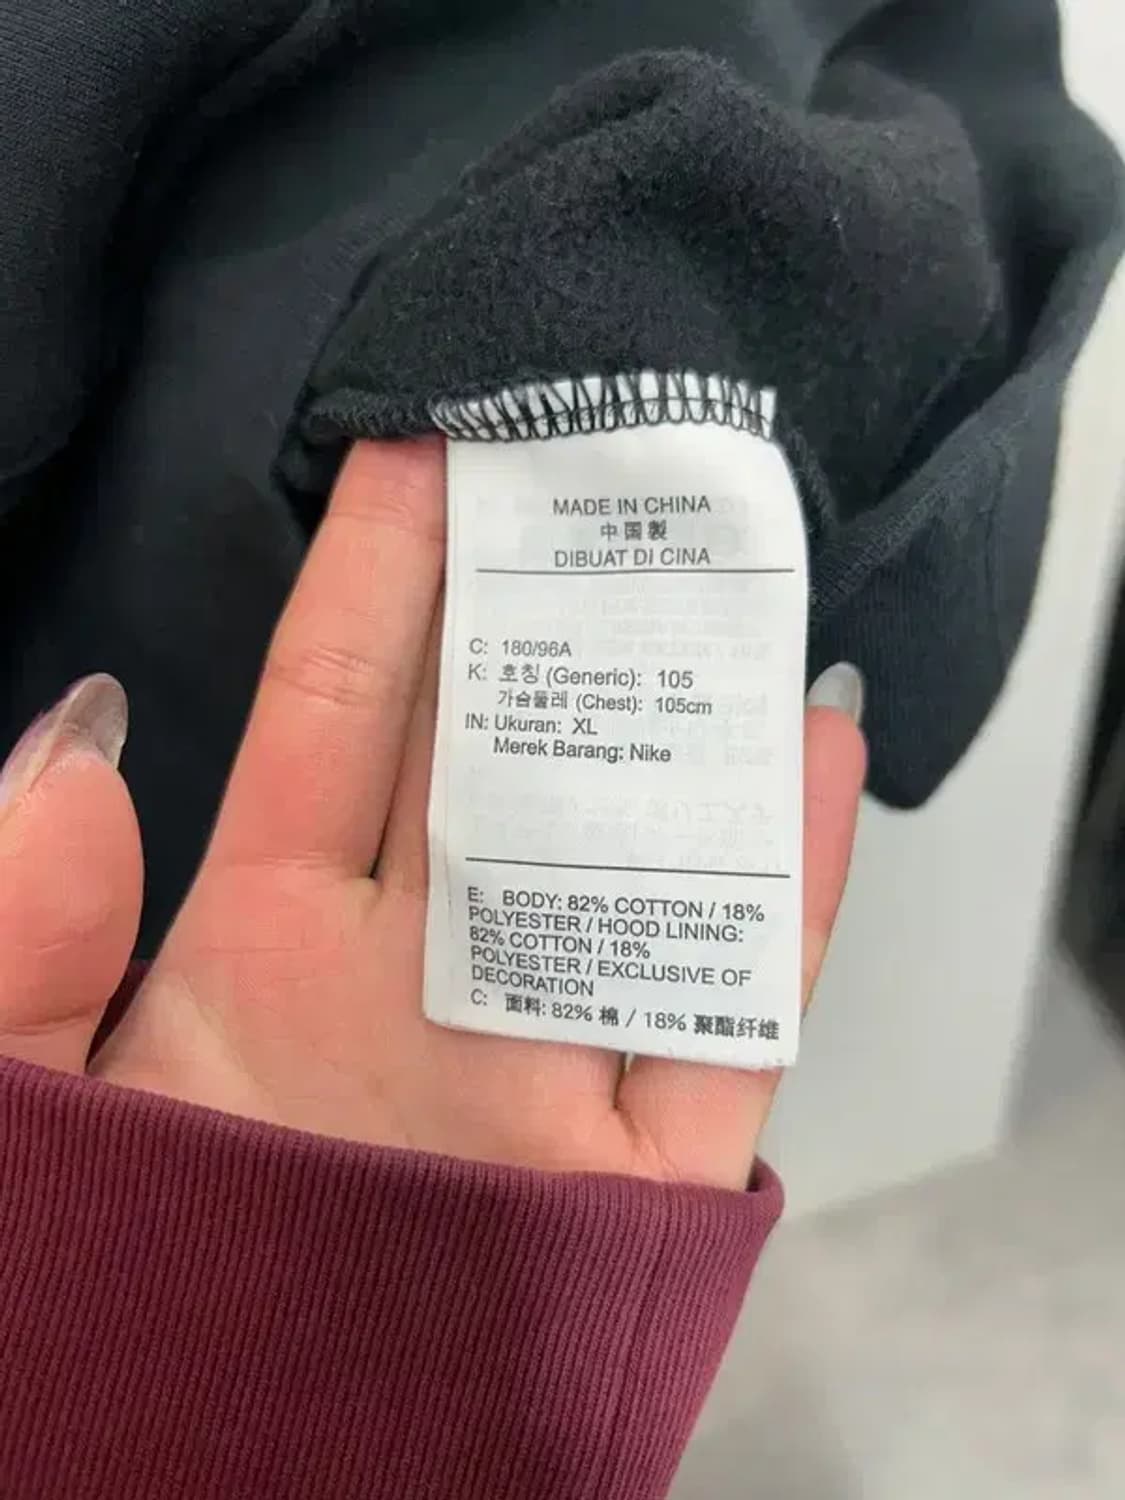 MADE IN CHINA
中国製
DIBUAT DI CINA
C: 180/96A
K: 호칭 (Generic): 105
가슴둘레 (Chest): 105cm
IN: Ukuran: XL
Merek Barang: Nike
E: BODY: 82% COTTON / 18%
POLYESTER / HOOD LINING:
82% COTTON / 18%
POLYESTER / EXCLUSIVE OF
DECORATION
C: 面料: 82% 棉 / 18% 聚酯纤维